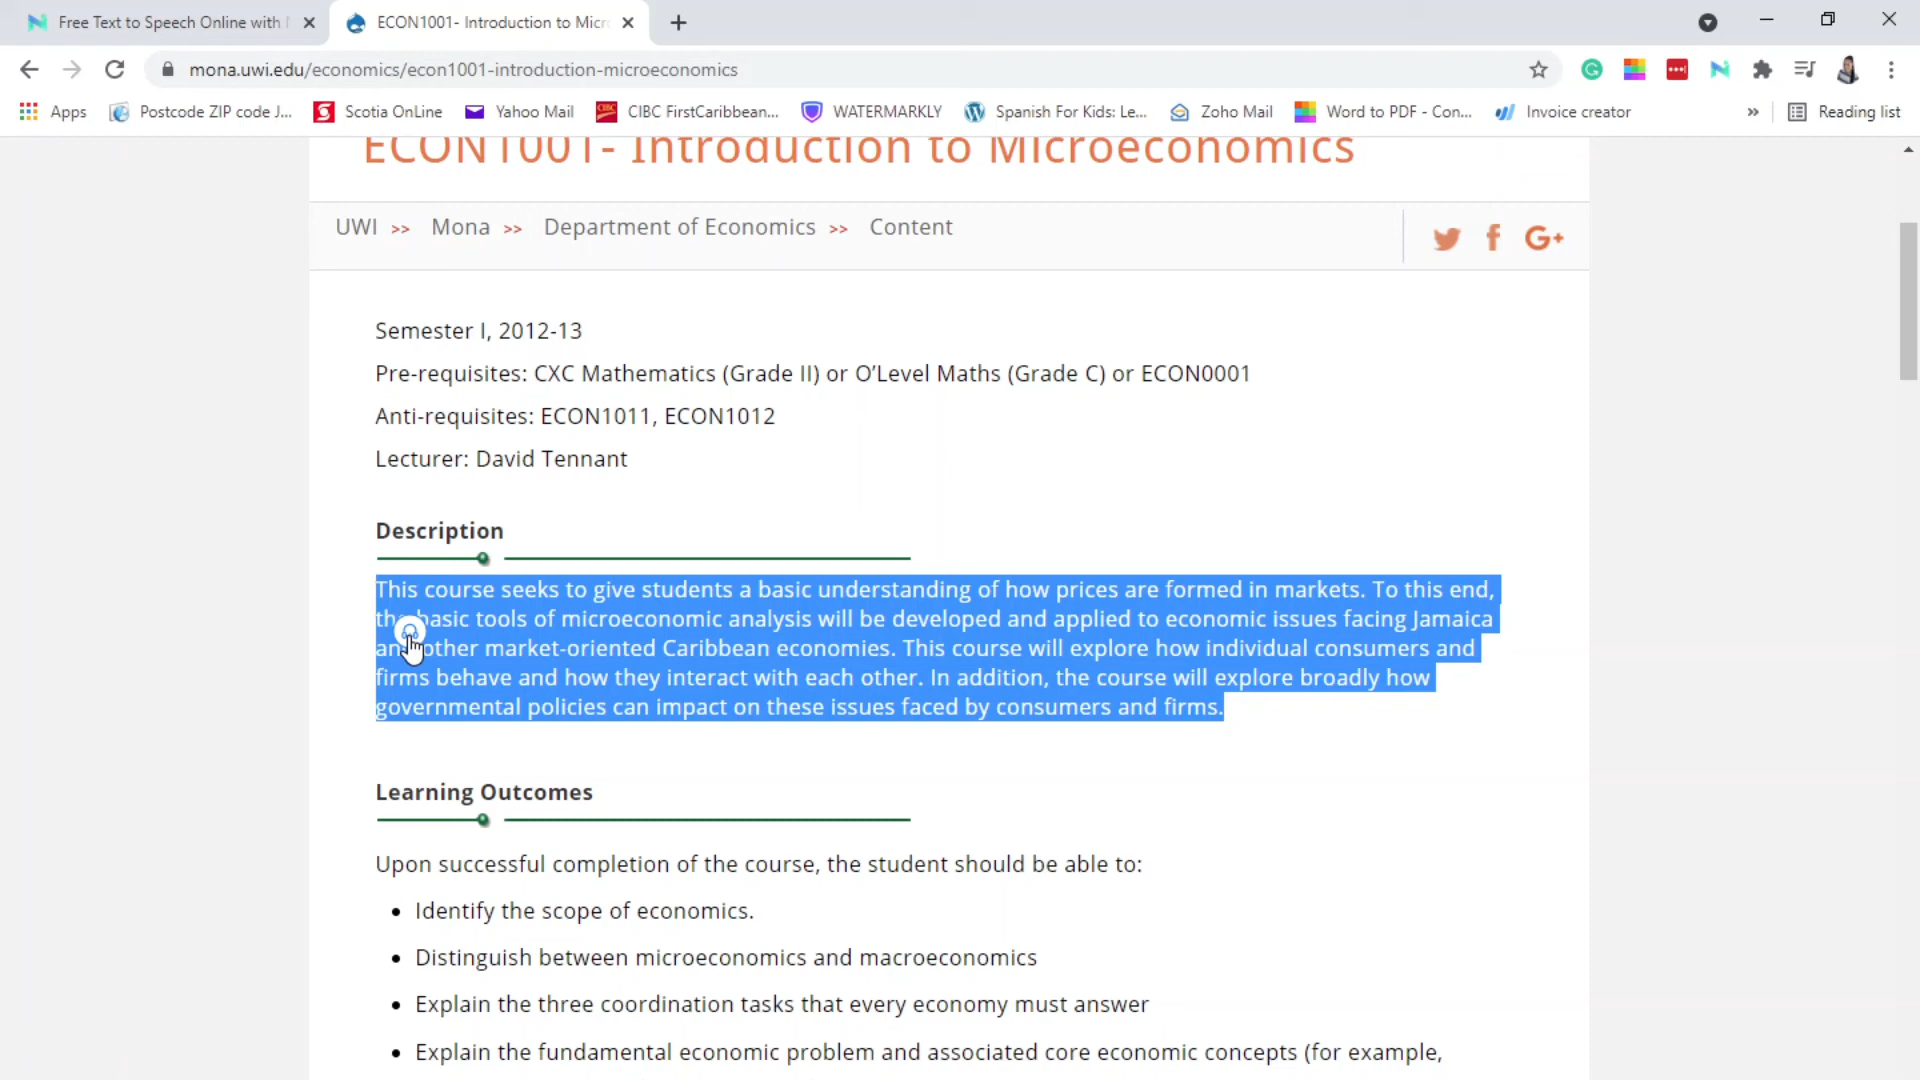 Free Text to Speech Online with
ECON1001- Introduction to Micr
mona.uwi.edu/economics/econ1001-introduction-microeconomics
Apps
Postcode ZIP code J...
Scotia OnLine
Yahoo Mail
CIBC
CIBC FirstCaribbean...
WATERMARKLY
Spanish For Kids: Le...
Zoho Mail
Word to PDF - Con...
Invoice creator
»
Reading list
ECON1001- Introduction to Microeconomics
UWI >> Mona >> Department of Economics >> Content
Semester I, 2012-13
Pre-requisites: CXC Mathematics (Grade II) or O’Level Maths (Grade C) or ECON0001
Anti-requisites: ECON1011, ECON1012
Lecturer: David Tennant
Description
This course seeks to give students a basic understanding of how prices are formed in markets. To this end,
the basic tools of microeconomic analysis will be developed and applied to economic issues facing Jamaica
and other market-oriented Caribbean economies. This course will explore how individual consumers and
firms behave and how they interact with each other. In addition, the course will explore broadly how
governmental policies can impact on these issues faced by consumers and firms.
Learning Outcomes
Upon successful completion of the course, the student should be able to:
• Identify the scope of economics.
• Distinguish between microeconomics and macroeconomics
• Explain the three coordination tasks that every economy must answer
• Explain the fundamental economic problem and associated core economic concepts (for example,